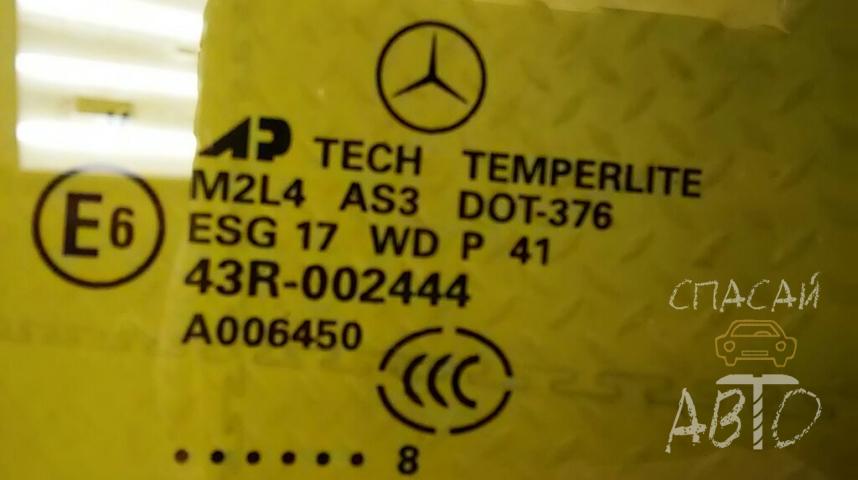 AP TECH TEMPERLITE
M2L4 AS3 DOT-376
E6
ESG 17 WD P 41
43R-002444
A006450
CCC
. . . . . . 8
СПАСАЙ
АВТО